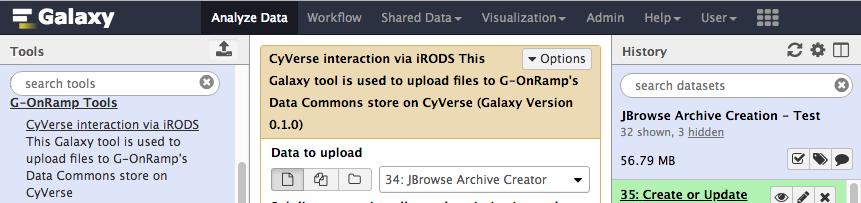 Galaxy
Analyze Data Workflow Shared Data Visualization Admin Help User
Tools
search tools
G-OnRamp Tools
CyVerse interaction via iRODS
This Galaxy tool is used to
upload files to G-OnRamp's
Data Commons store on
CyVerse
CyVerse interaction via iRODS This
Galaxy tool is used to upload files to G-OnRamp's
Data Commons store on CyVerse (Galaxy Version
0.1.0)
Options
Data to upload
34: JBrowse Archive Creator
History
search datasets
JBrowse Archive Creation - Test
32 shown, 3 hidden
56.79 MB
35: Create or Update